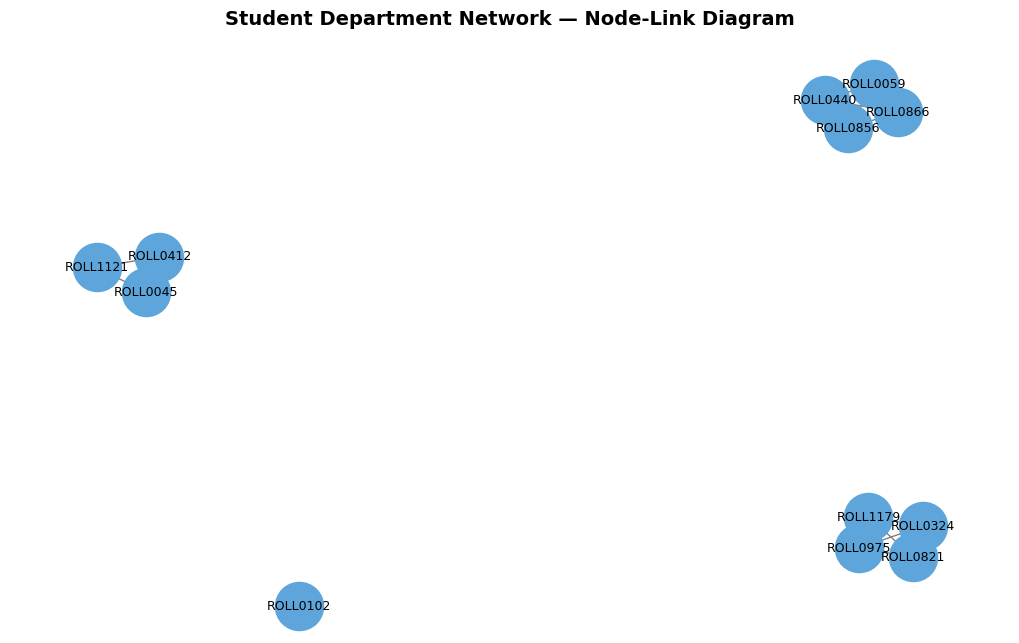 Student Department Network — Node-Link Diagram
ROLL0059
ROLL0440
ROLL0866
ROLL0856
ROLL0412
ROLL1121
ROLL0045
ROLL1179
ROLL0324
ROLL0975
ROLL0821
ROLL0102